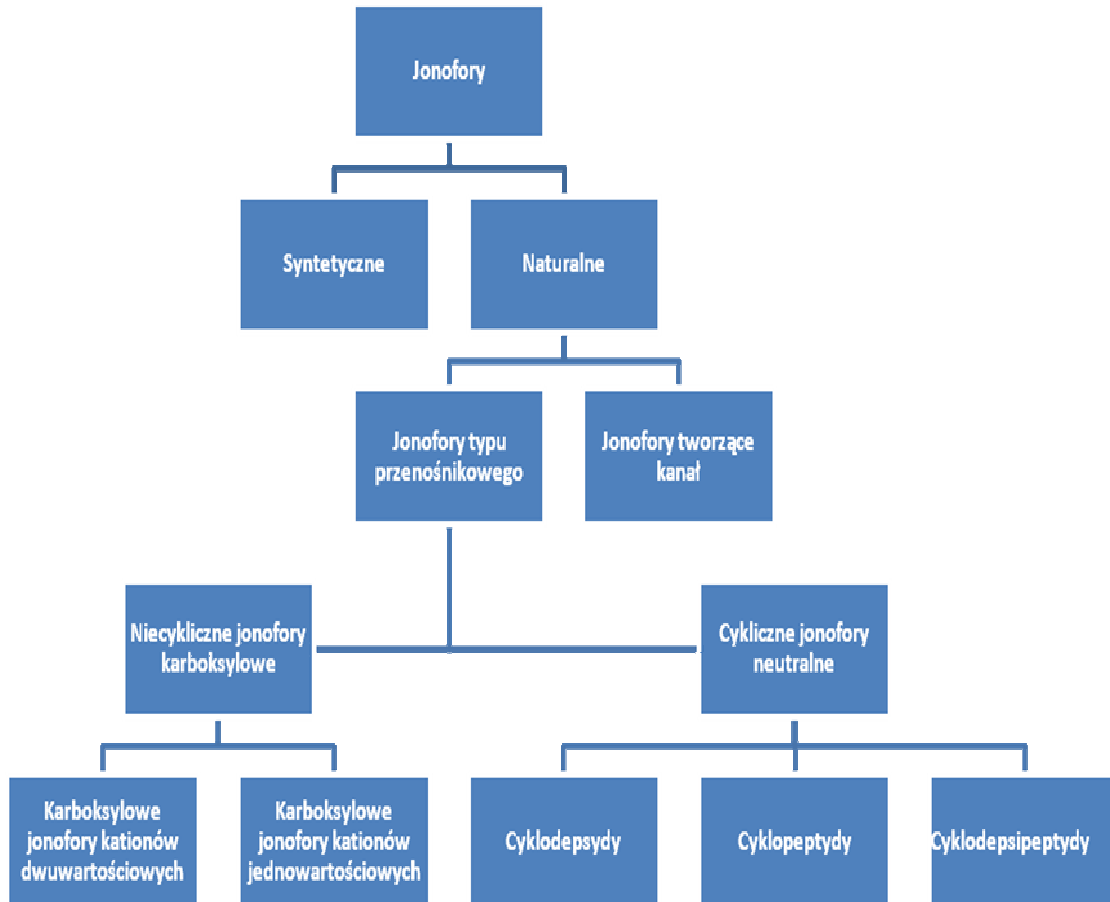 Jonofory
Syntetyczne
Naturalne
Jonofory typu
przenośnikowego
Jonofory tworzące
kanał
Niecykliczne jonofory
karboksylowe
Cykliczne jonofory
neutralne
Karboksylowe
jonofory kationów
dwuwartościowych
Karboksylowe
jonofory kationów
jednowartościowych
Cyklodepsydy
Cyklopeptydy
Cyklodepsipeptydy